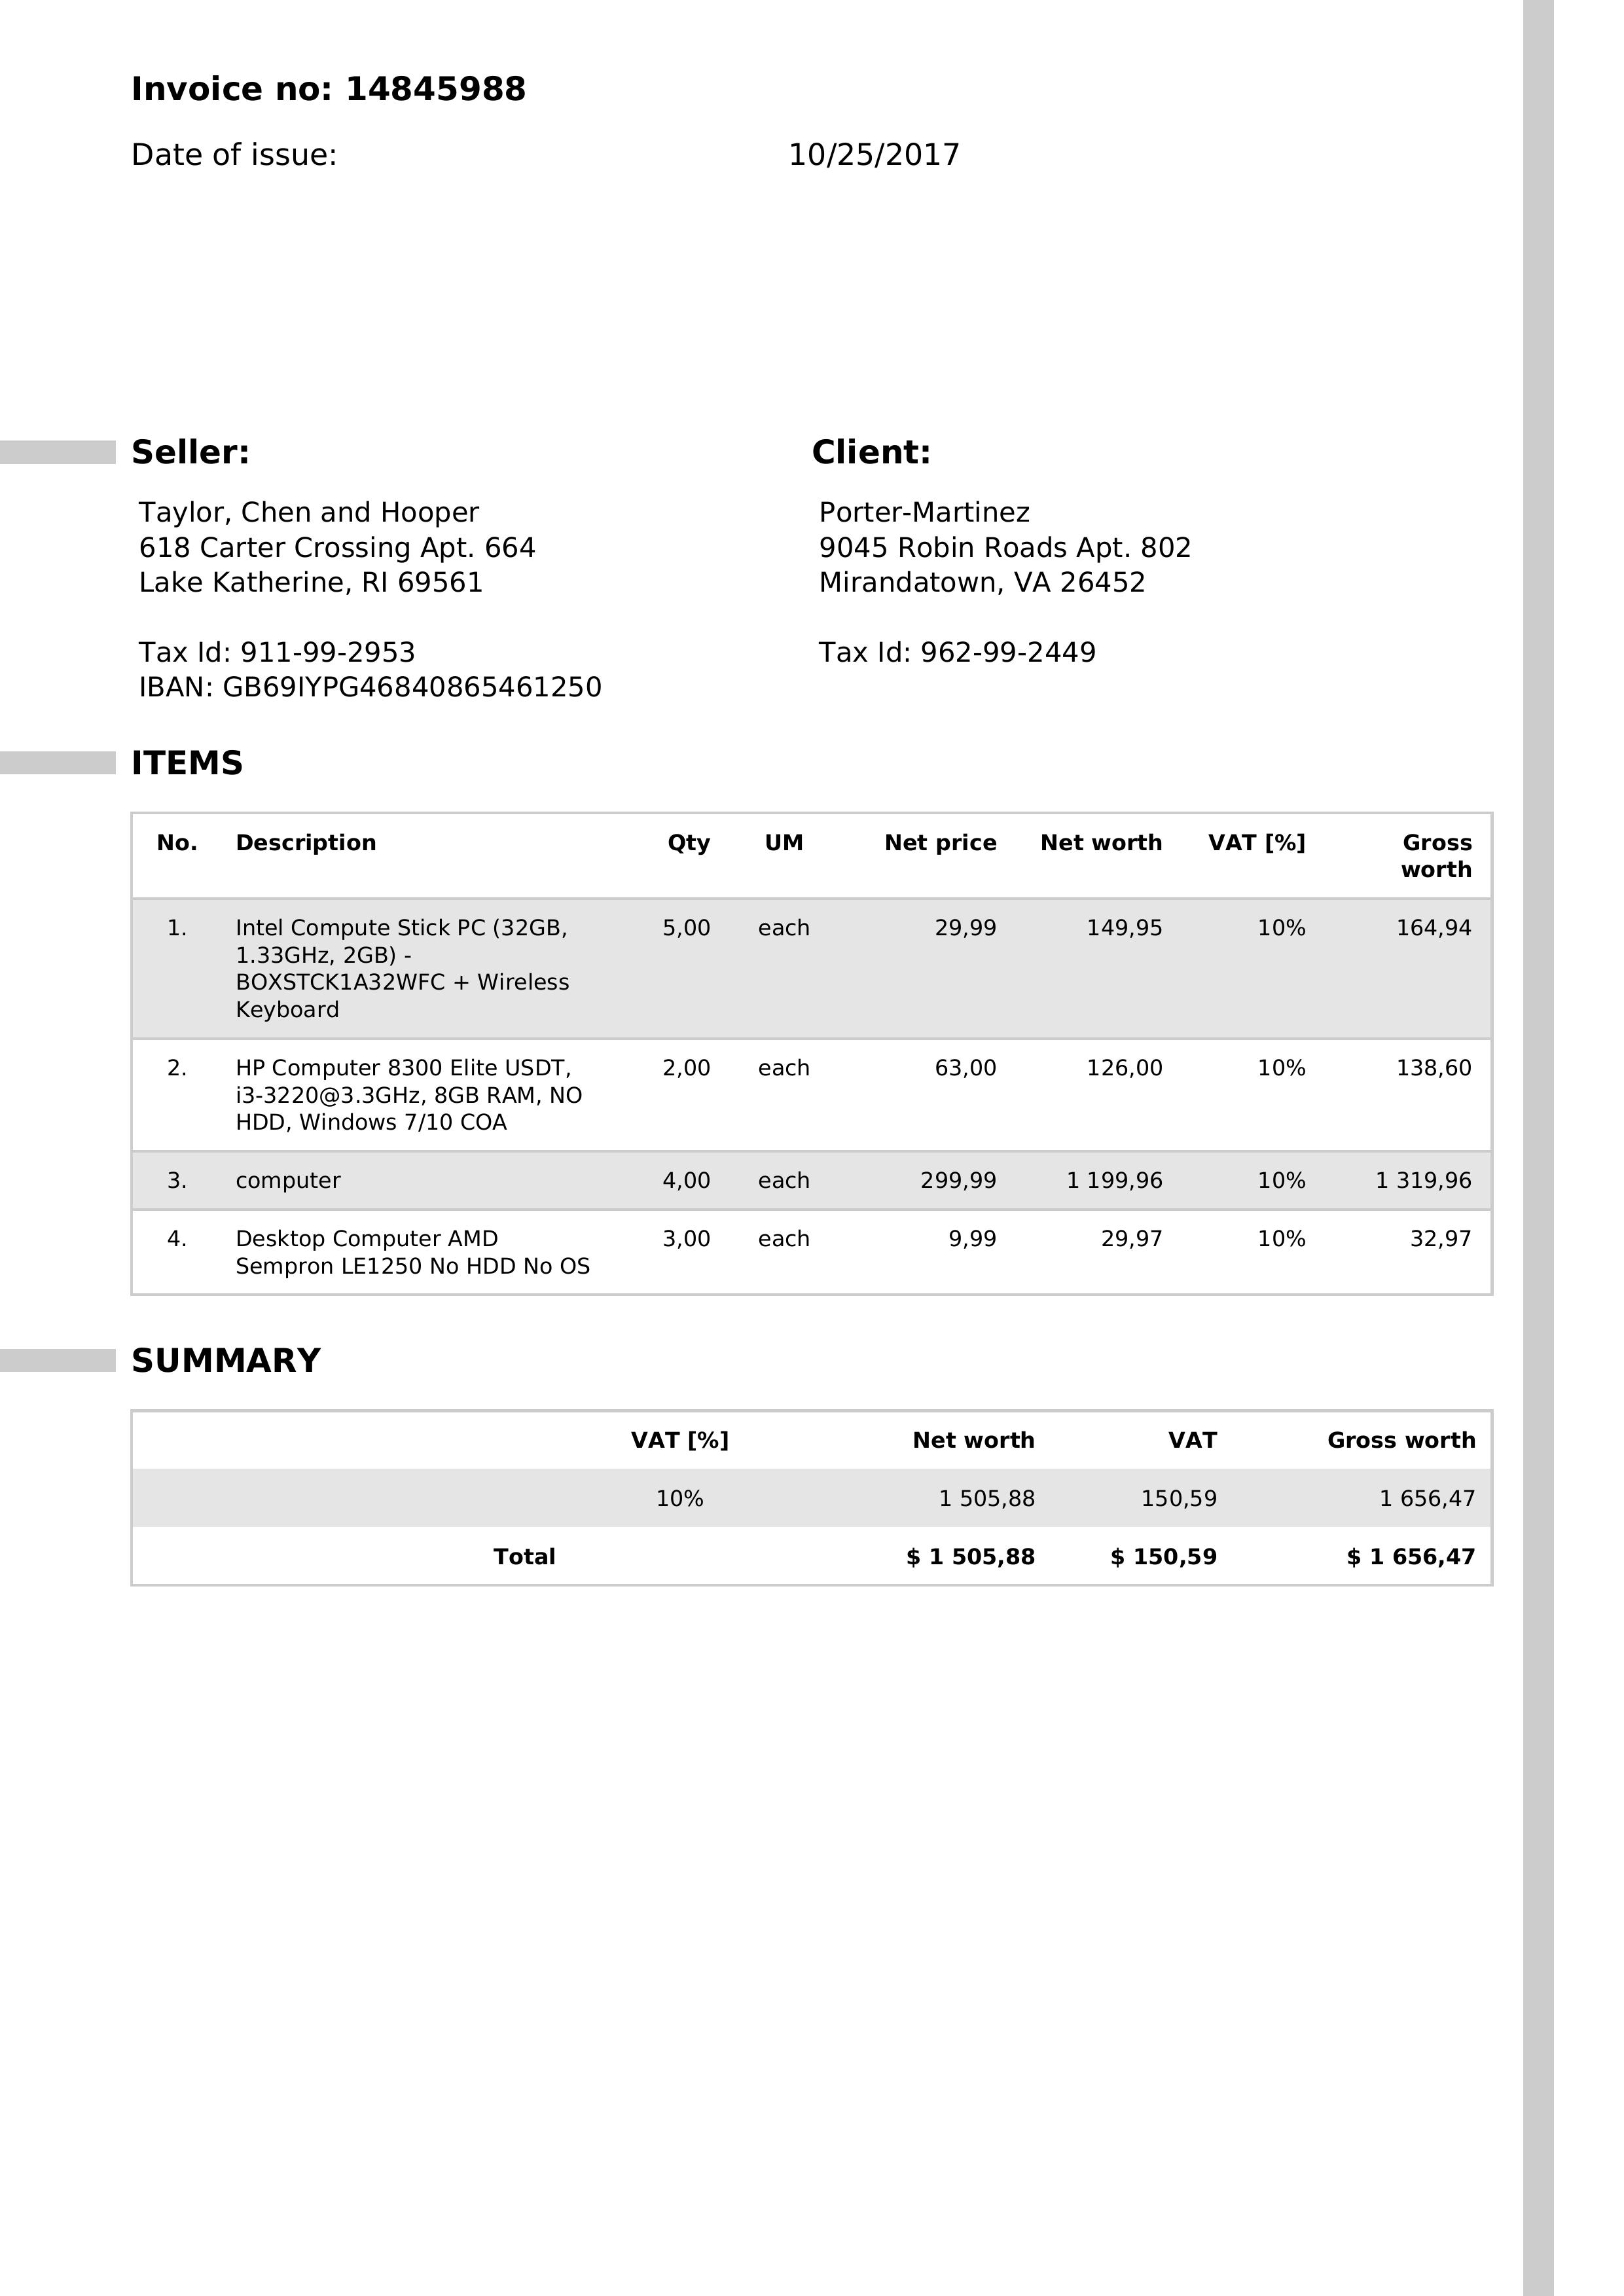 Invoice no: 14845988
Date of issue: 10/25/2017
Seller: Client:
Taylor, Chen and Hooper Porter-Martinez
618 Carter Crossing Apt. 664 9045 Robin Roads Apt. 802
Lake Katherine, RI 69561 Mirandatown, VA 26452
Tax Id: 911-99-2953 Tax Id: 962-99-2449
IBAN: GB69IYPG46840865461250
ITEMS
No. Description Qty UM Net price Net worth VAT [%] Gross
worth
1. Intel Compute Stick PC (32GB, 5,00 each 29,99 149,95 10% 164,94
1.33GHz, 2GB) -
BOXSTCK1A32WFC + Wireless
Keyboard
2. HP Computer 8300 Elite USDT, 2,00 each 63,00 126,00 10% 138,60
i3-3220@3.3GHz, 8GB RAM, NO
HDD, Windows 7/10 COA
3. computer 4,00 each 299,99 1 199,96 10% 1 319,96
4. Desktop Computer AMD 3,00 each 9,99 29,97 10% 32,97
Sempron LE1250 No HDD No OS
SUMMARY
VAT [%] Net worth VAT Gross worth
10% 1 505,88 150,59 1 656,47
Total $ 1 505,88 $ 150,59 $ 1 656,47